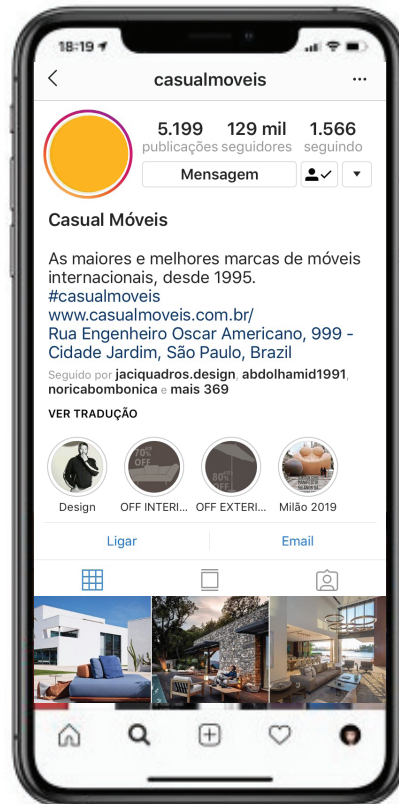 18:19
casualmoveis
5.199 129 mil 1.566
publicações seguidores seguindo
Mensagem
Casual Móveis
As maiores e melhores marcas de móveis
internacionais, desde 1995.
#casualmoveis
www.casualmoveis.com.br/
Rua Engenheiro Oscar Americano, 999 -
Cidade Jardim, São Paulo, Brazil
Seguido por jaciquadros.design, abdolhamid1991,
noricabombonica e mais 369
VER TRADUÇÃO
70%
OFF
80%
OFF
Design OFF INTERI... OFF EXTERI... Milão 2019
Ligar Email